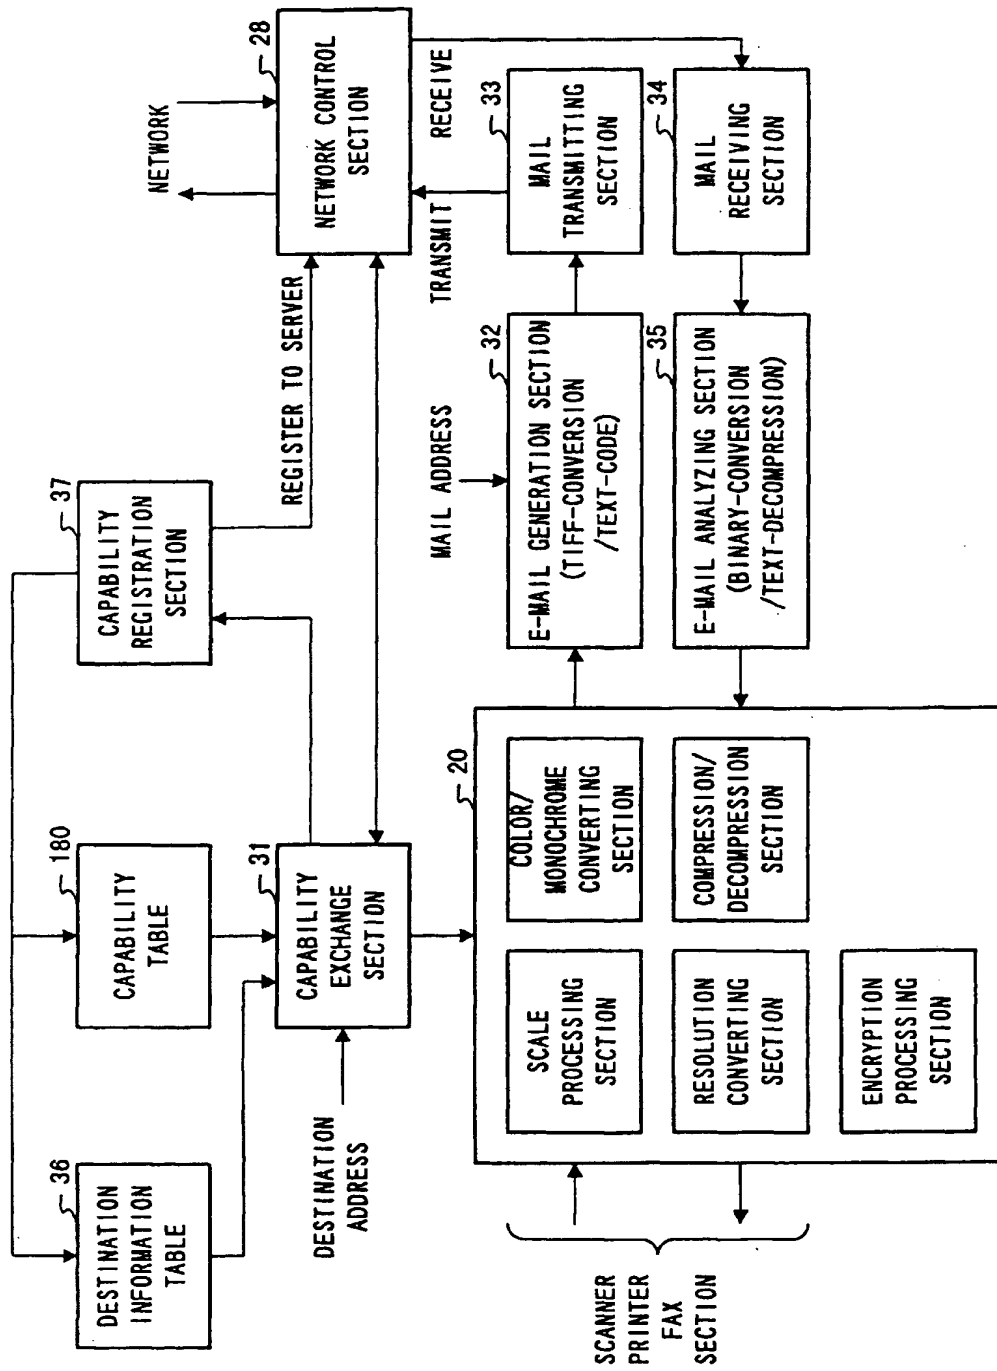 DESTINATION
INFORMATION
TABLE
36
CAPABILITY
TABLE
180
CAPABILITY
REGISTRATION
SECTION
37
REGISTER TO SERVER
NETWORK
DESTINATION
ADDRESS
CAPABILITY
EXCHANGE
SECTION
31
NETWORK CONTROL
SECTION
28
MAIL ADDRESS
TRANSMIT
RECEIVE
SCANNER
PRINTER
FAX
SECTION
20
SCALE
PROCESSING
SECTION
COLOR/
MONOCHROME
CONVERTING
SECTION
RESOLUTION
CONVERTING
SECTION
COMPRESSION/
DECOMPRESSION
SECTION
ENCRYPTION
PROCESSING
SECTION
E-MAIL GENERATION SECTION
(TIFF-CONVERSION
/TEXT-CODE)
32
MAIL
TRANSMITTING
SECTION
33
E-MAIL ANALYZING SECTION
(BINARY-CONVERSION
/TEXT-DECOMPRESSION)
35
MAIL
RECEIVING
SECTION
34